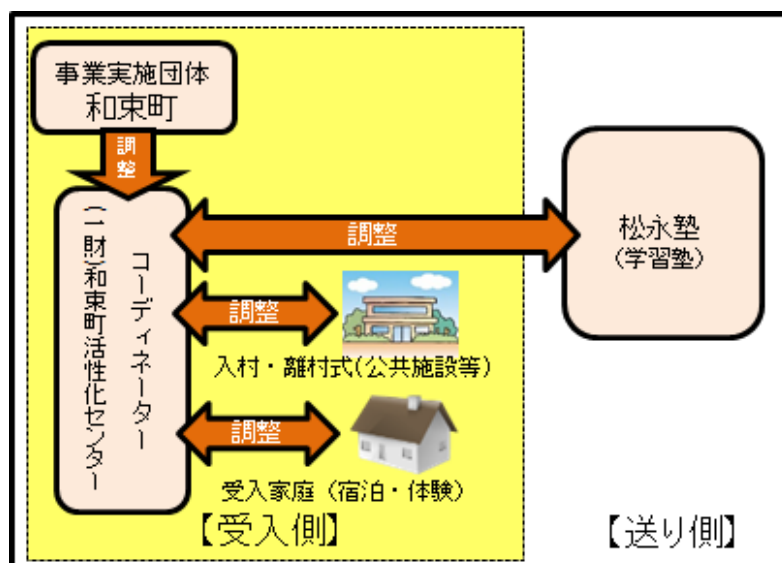 事業実施団体
和束町
調
整
コーディネーター
(一財)和束町活性化センター
調整
松永塾
(学習塾)
調整
入村・離村式(公共施設等)
調整
受入家庭(宿泊・体験)
【受入側】
【送り側】